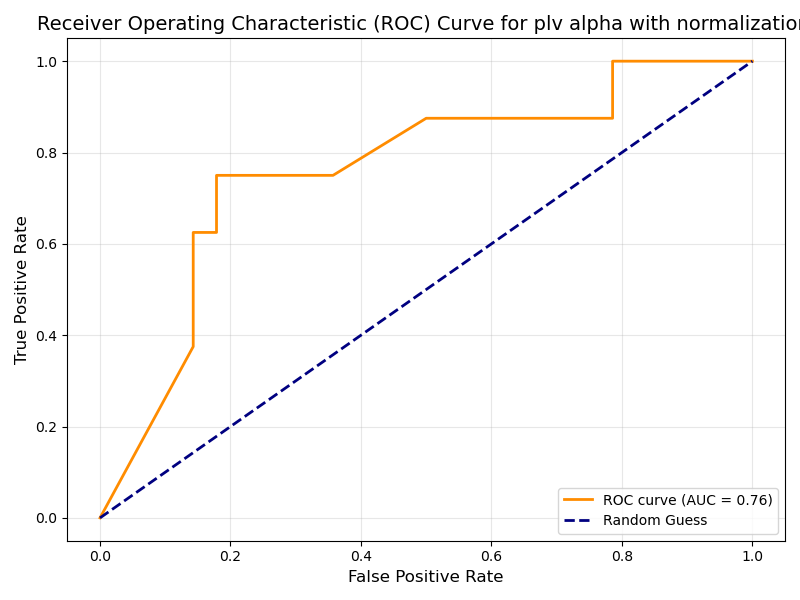 Receiver Operating Characteristic (ROC) Curve for plv alpha with normalization
1.0
0.8
0.6
0.4
0.2
0.0
True Positive Rate
0.0 0.2 0.4 0.6 0.8 1.0
False Positive Rate
ROC curve (AUC = 0.76)
Random Guess